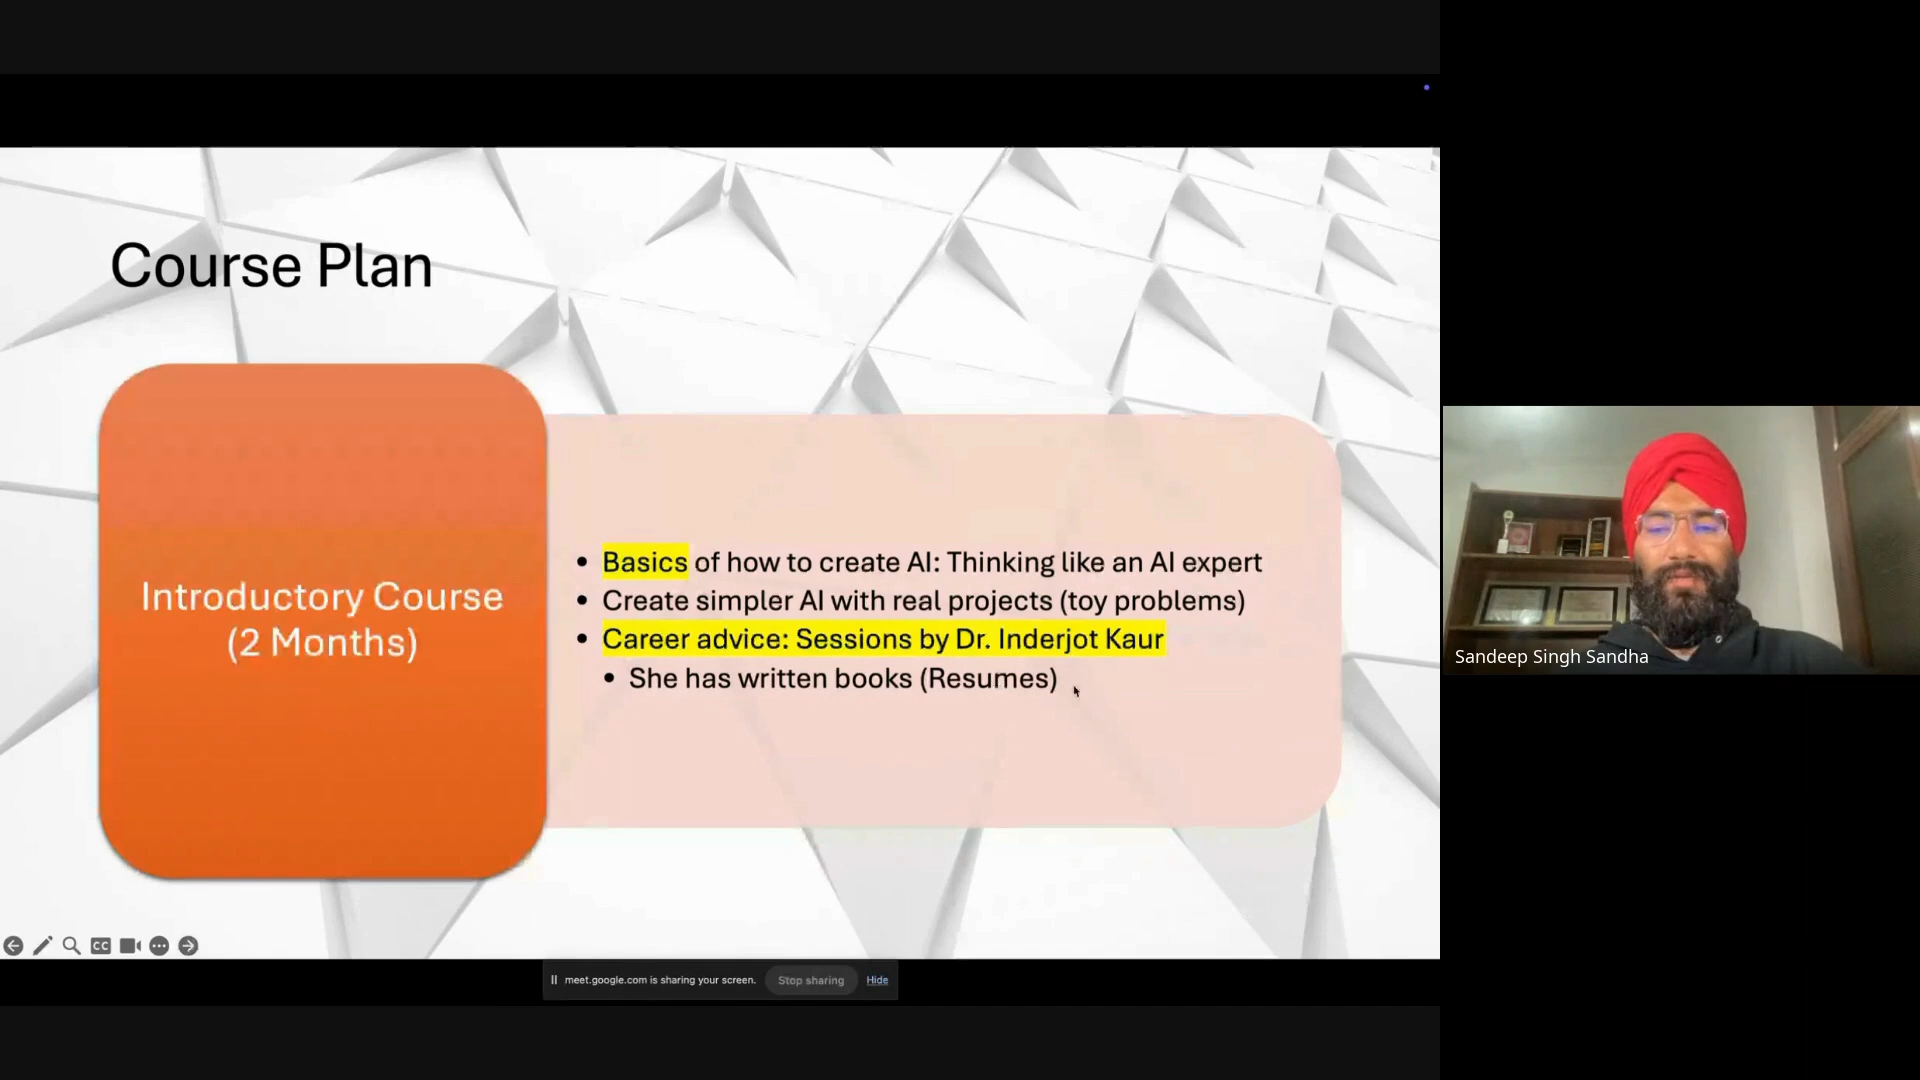 Course Plan
Introductory Course
(2 Months)
• Basics of how to create AI: Thinking like an AI expert
• Create simpler AI with real projects (toy problems)
• Career advice: Sessions by Dr. Inderjot Kaur
• She has written books (Resumes)
Sandeep Singh Sandha
CC
meet.google.com is sharing your screen.
Stop sharing
Hide